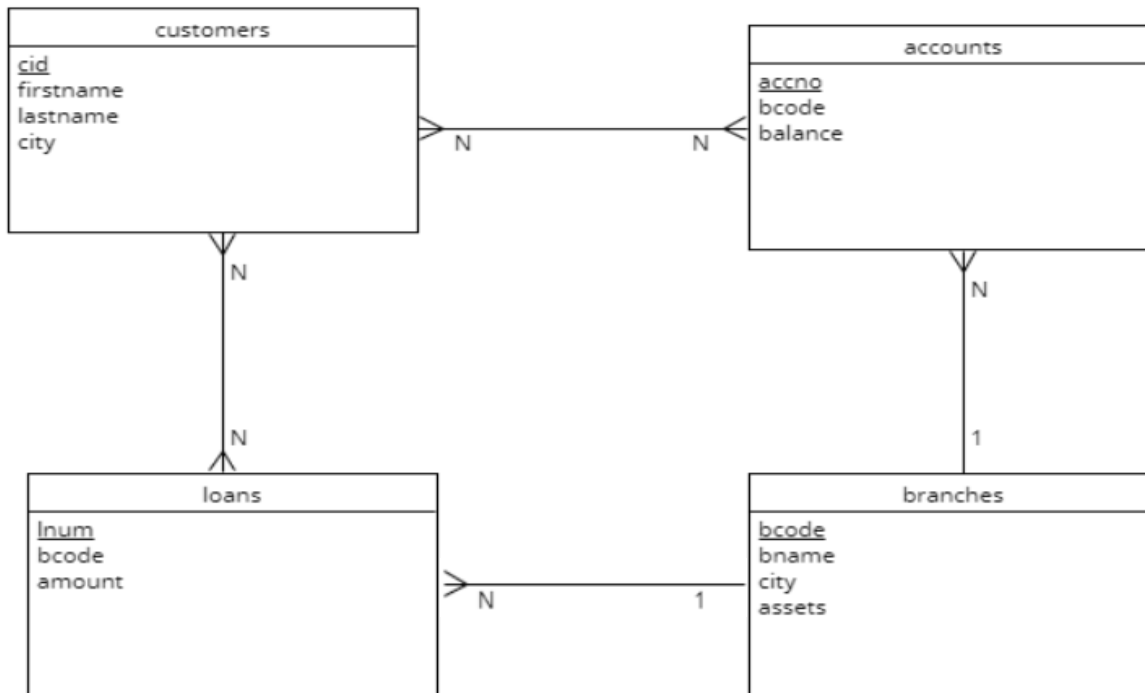 customers
cid
firstname
lastname
city
accounts
accno
bcode
balance
N
N
N
N
N
1
loans
lnum
bcode
amount
branches
bcode
bname
city
assets
N
1